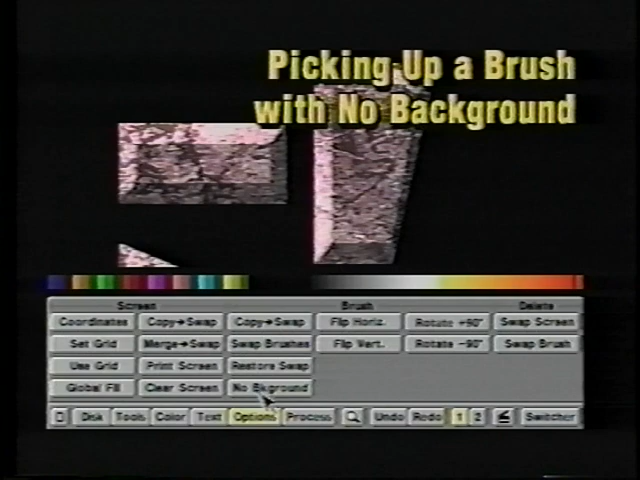 Picking Up a Brush
with No Background
Screen Brush Delete
Coordinates Copy→Swap Copy→Swap Flip Horiz. Rotate +90° Swap Screen
Set Grid Merge→Swap Swap Brushes Flip Vert. Rotate -90° Swap Brush
Use Grid Print Screen Restore Swap
Global Fill Clear Screen No Bkground
Disk Tools Color Text Options Process Undo Redo 1 2 Switcher